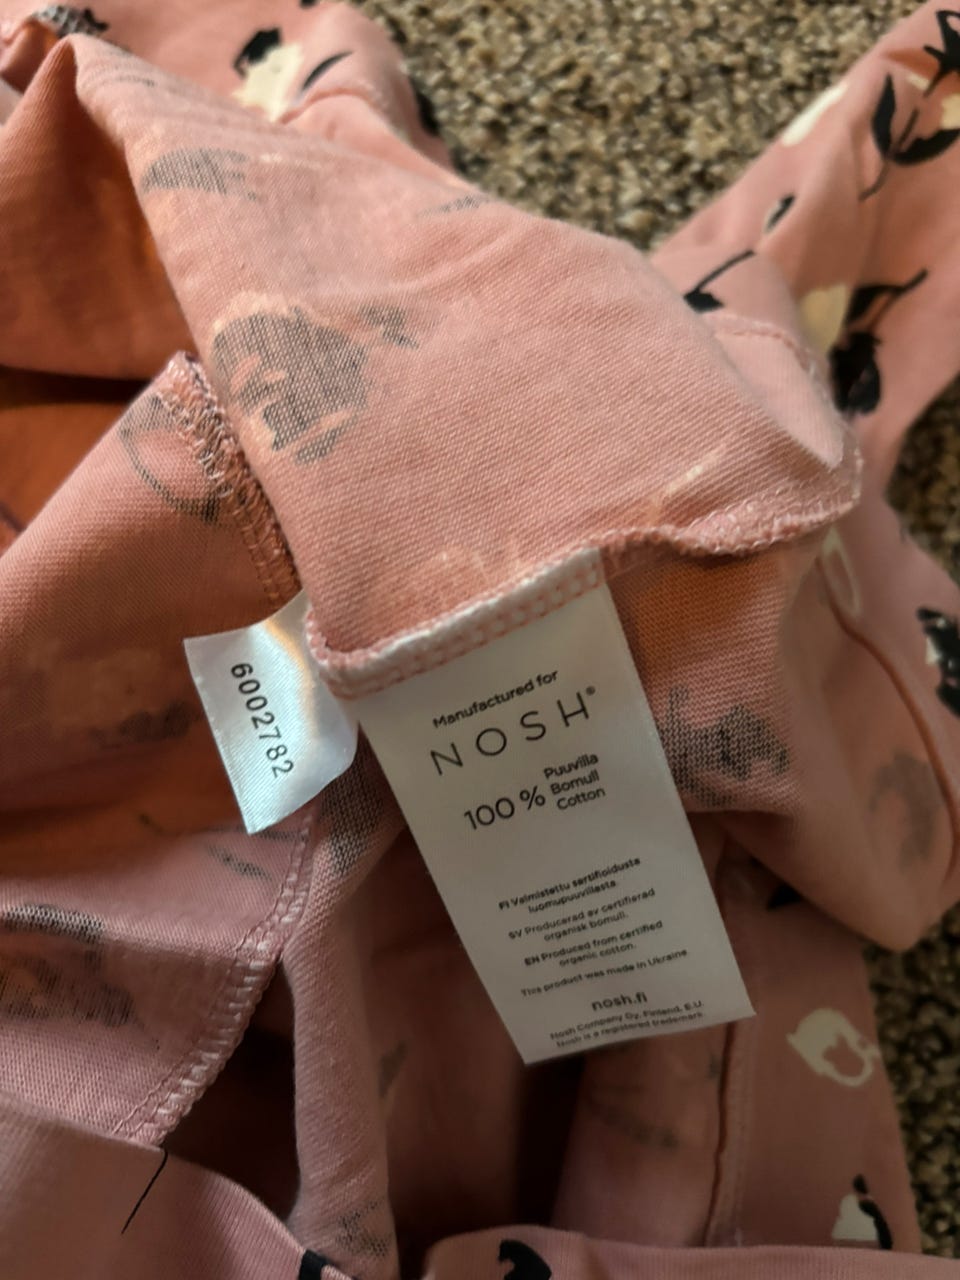 6002782
Manufactured for
NOSH®
100 % Puuvilla
Bomull
Cotton
FI Valmistettu sertifioidusta
luomupuuvillasta.
SV Producerad av certifierad
organisk bomull.
EN Produced from certified
organic cotton.
This product was made in Ukraine
nosh.fi
Nosh Company Oy, Finland, E.U.
Nosh is a registered trademark